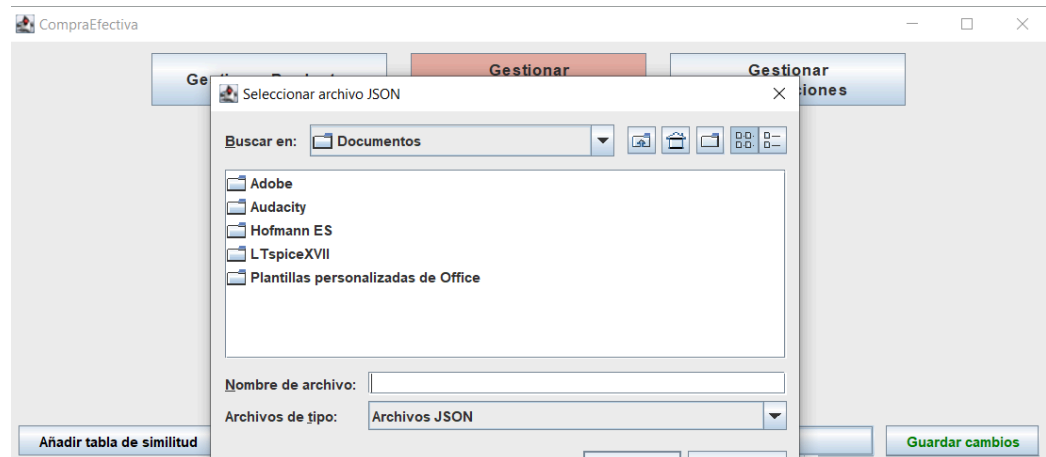 CompraEfectiva
Gestionar
Gestionar
Seleccionar archivo JSON
Buscar en:
Documentos
Adobe
Audacity
Hofmann ES
LTspiceXVII
Plantillas personalizadas de Office
Nombre de archivo:
Archivos de tipo:
Archivos JSON
Añadir tabla de similitud
Guardar cambios